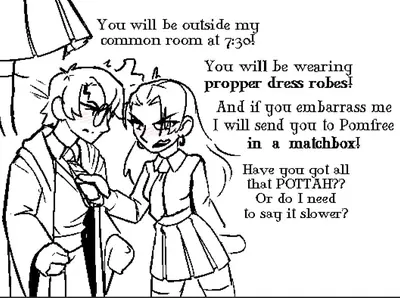 You will be outside my
common room at 7:30!
You will be wearing
propper dress robes!
And if you embarrass me
I will send you to Pomfree
in a matchbox!
Have you got all
that POTTAH??
Or do I need
to say it slower?